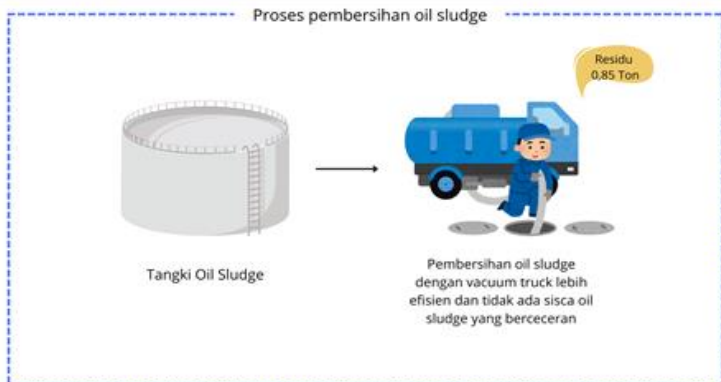 Proses pembersihan oil sludge
Residu
0,85 Ton
Tangki Oil Sludge
Pembersihan oil sludge
dengan vacuum truck lebih
efisien dan tidak ada sisca oil
sludge yang berceceran